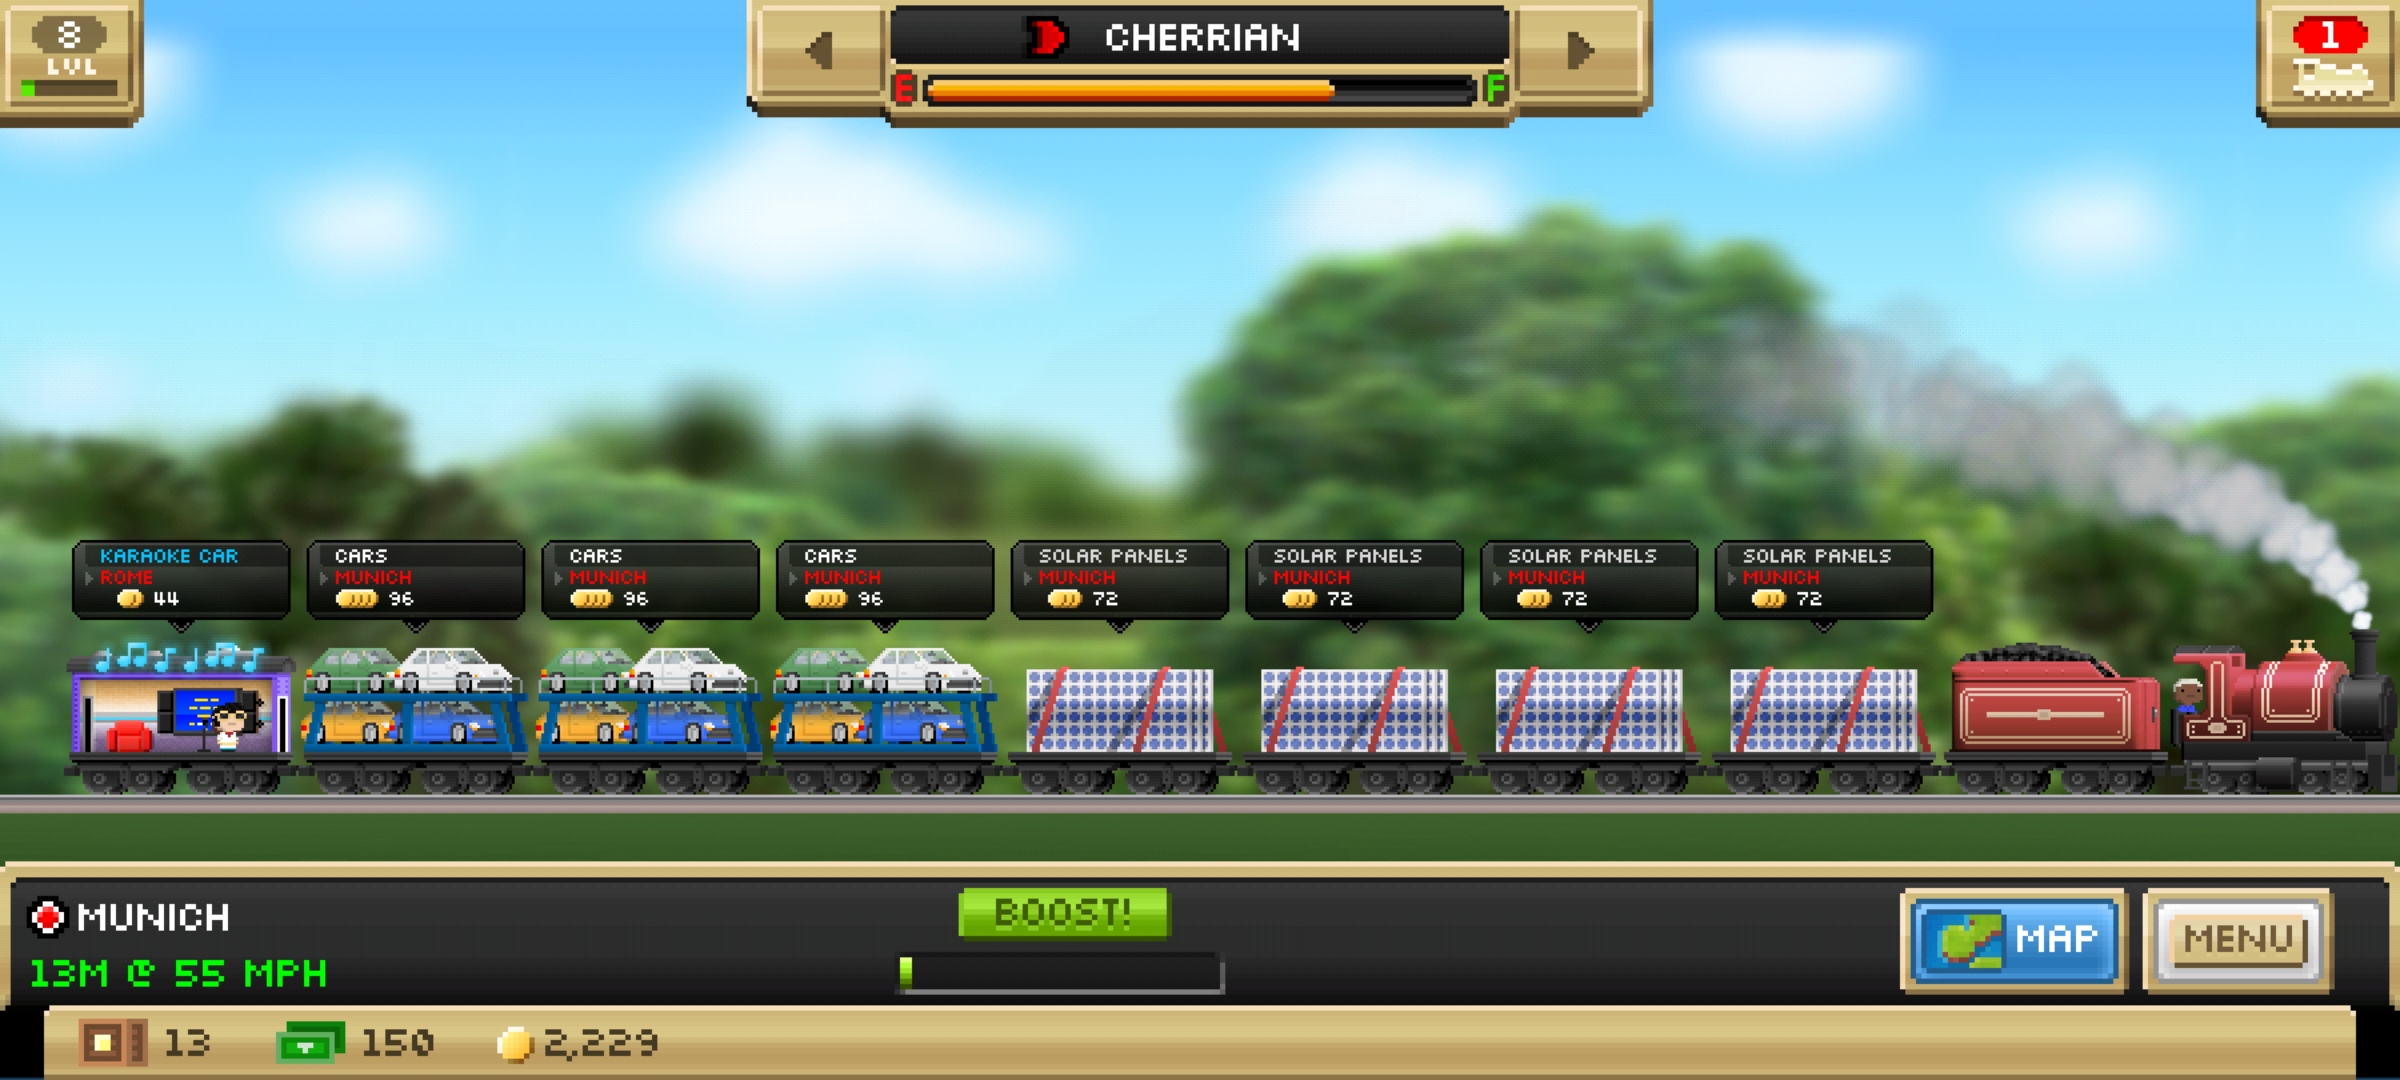 8
LVL
CHERRIAN
E F
1
KARAOKE CAR
ROME
44
CARS
MUNICH
96
CARS
MUNICH
96
CARS
MUNICH
96
SOLAR PANELS
MUNICH
72
SOLAR PANELS
MUNICH
72
SOLAR PANELS
MUNICH
72
SOLAR PANELS
MUNICH
72
MUNICH
13M @ 55 MPH
BOOST!
MAP
MENU
13
150
2,229